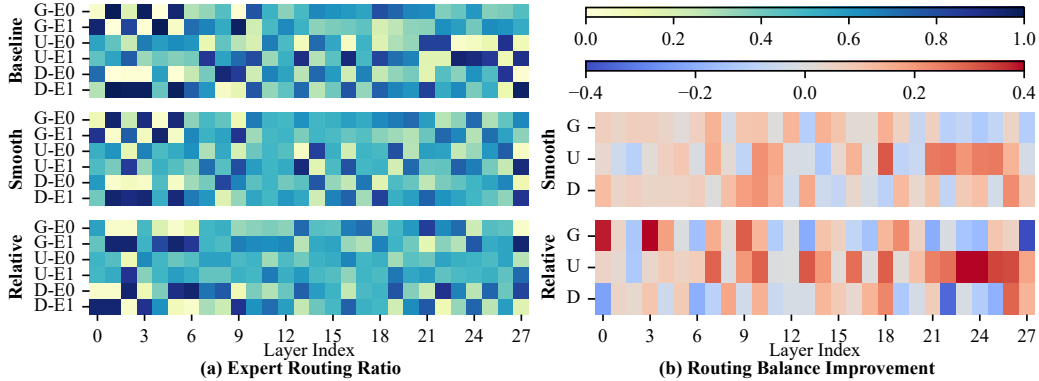 Baseline
G-E0
G-E1
U-E0
U-E1
D-E0
D-E1
Smooth
G-E0
G-E1
U-E0
U-E1
D-E0
D-E1
Relative
G-E0
G-E1
U-E0
U-E1
D-E0
D-E1
0 3 6 9 12 15 18 21 24 27
Layer Index
(a) Expert Routing Ratio
0.0 0.2 0.4 0.6 0.8 1.0
−0.4 −0.2 0.0 0.2 0.4
Smooth
G
U
D
Relative
G
U
D
0 3 6 9 12 15 18 21 24 27
Layer Index
(b) Routing Balance Improvement